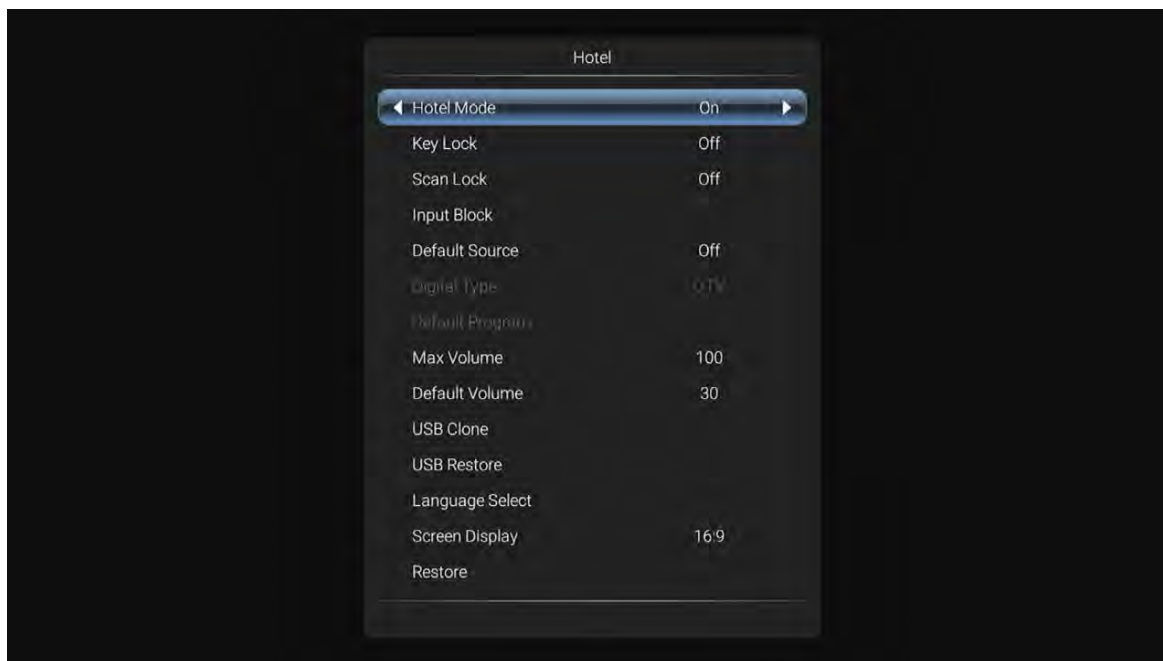 Hotel
Hotel Mode On
Key Lock Off
Scan Lock Off
Input Block
Default Source Off
Digital Type DTV
Default Program
Max Volume 100
Default Volume 30
USB Clone
USB Restore
Language Select
Screen Display 16:9
Restore